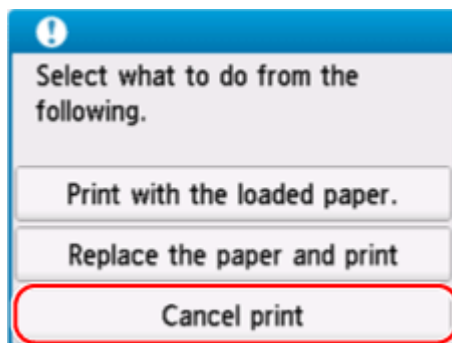 Select what to do from the
following.
Print with the loaded paper.
Replace the paper and print
Cancel print